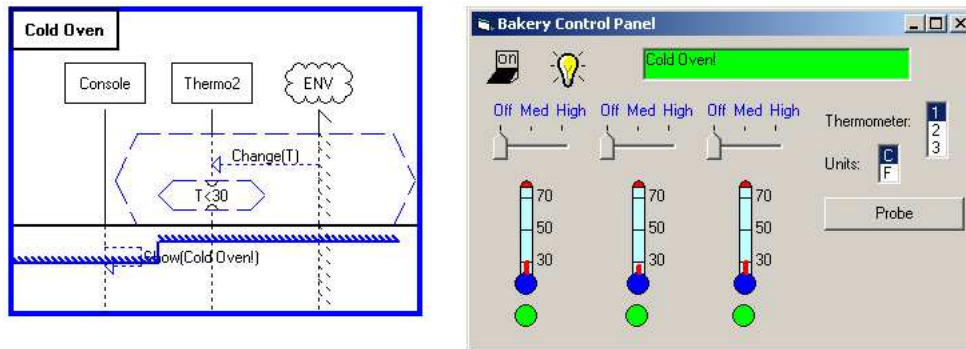 Cold Oven
Console
Thermo2
ENV
Change(T)
T<30
Show(Cold Oven!)
Bakery Control Panel
on
Cold Oven!
Off Med High
Off Med High
Off Med High
Thermometer:
1
2
3
Units:
C
F
Probe
70
50
30
70
50
30
70
50
30